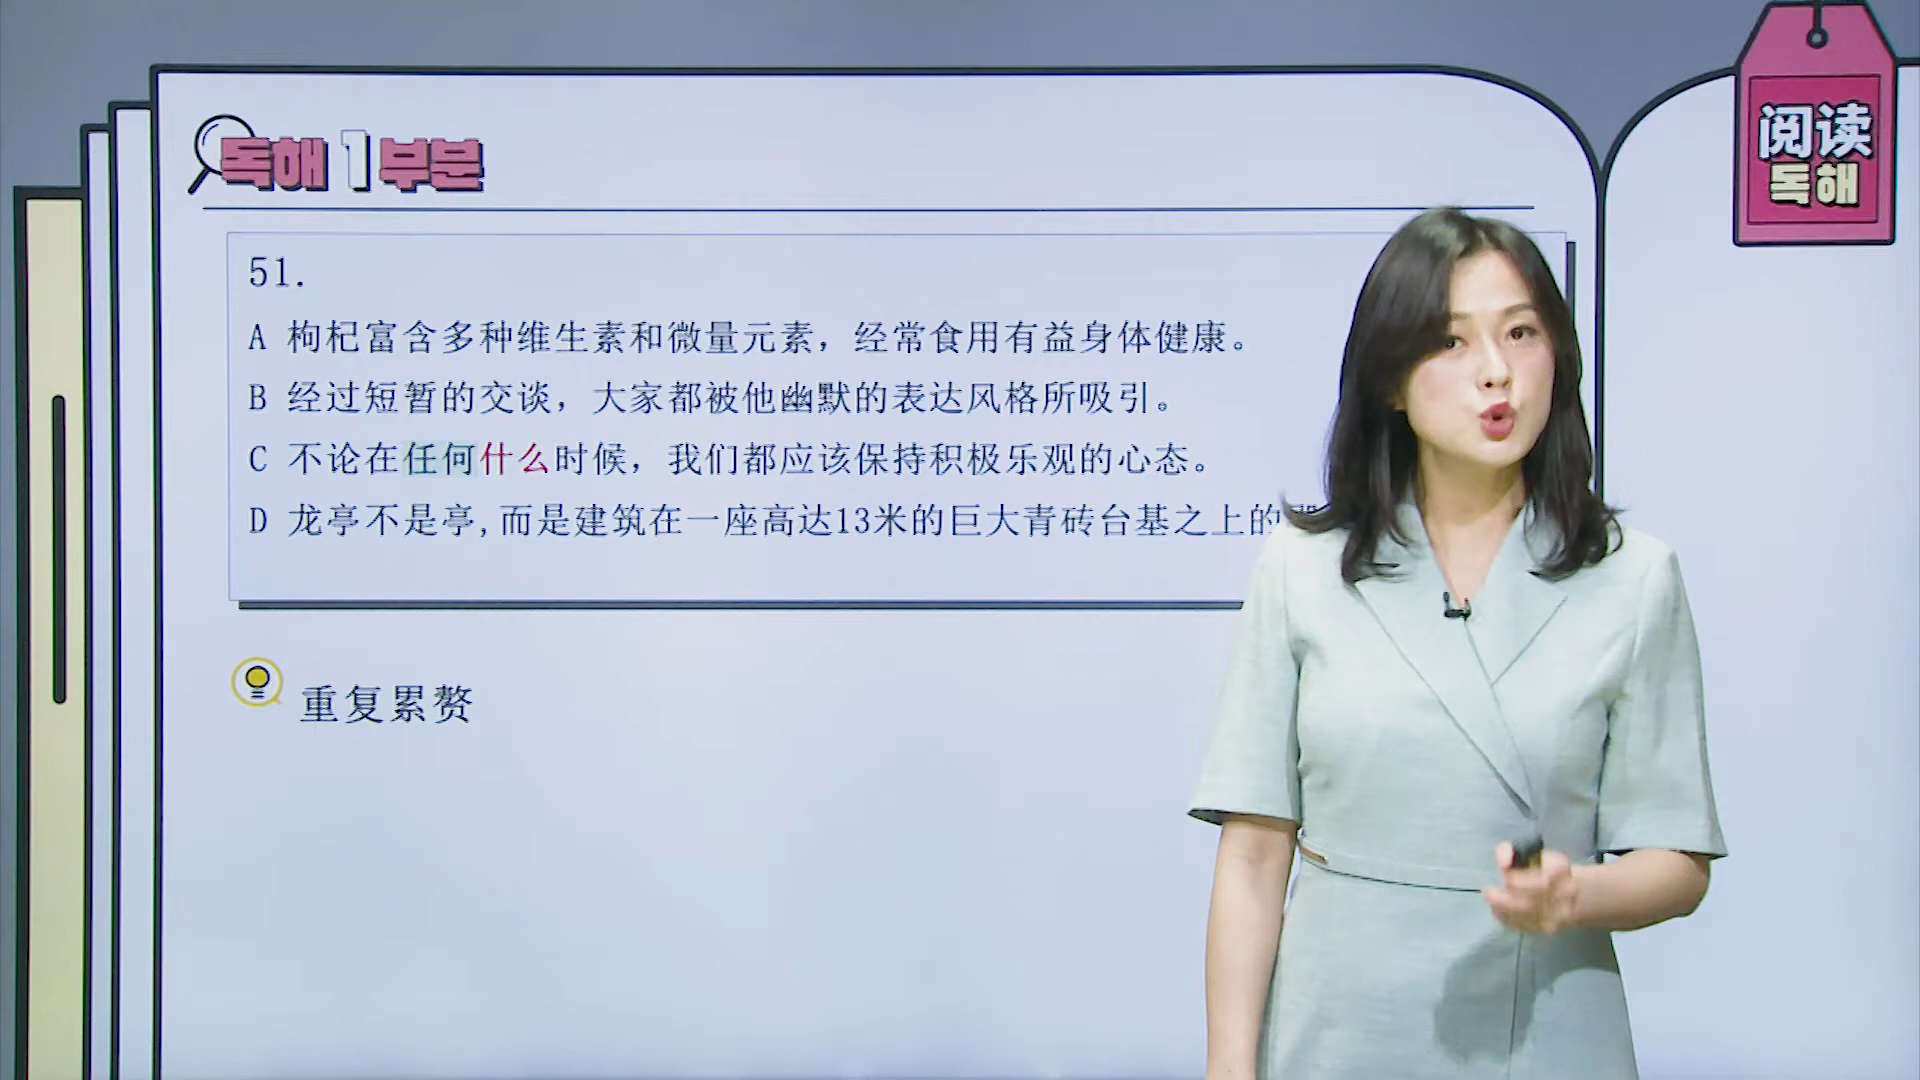 독해 1 부분
阅读
독해
51.
A 枸杞富含多种维生素和微量元素，经常食用有益身体健康。
B 经过短暂的交谈，大家都被他幽默的表达风格所吸引。
C 不论在任何什么时候，我们都应该保持积极乐观的心态。
D 龙亭不是亭,而是建筑在一座高达13米的巨大青砖台基之上的
重复累赘